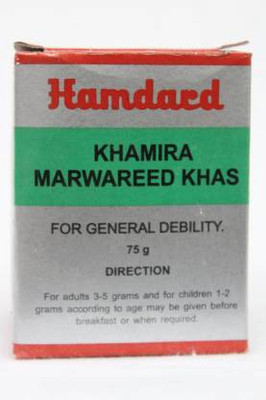 Hamdard
KHAMIRA
MARWAREED KHAS
FOR GENERAL DEBILITY.
75 g
DIRECTION
For adults 3-5 grams and for children 1-2
grams according to age may be given before
breakfast or when required.